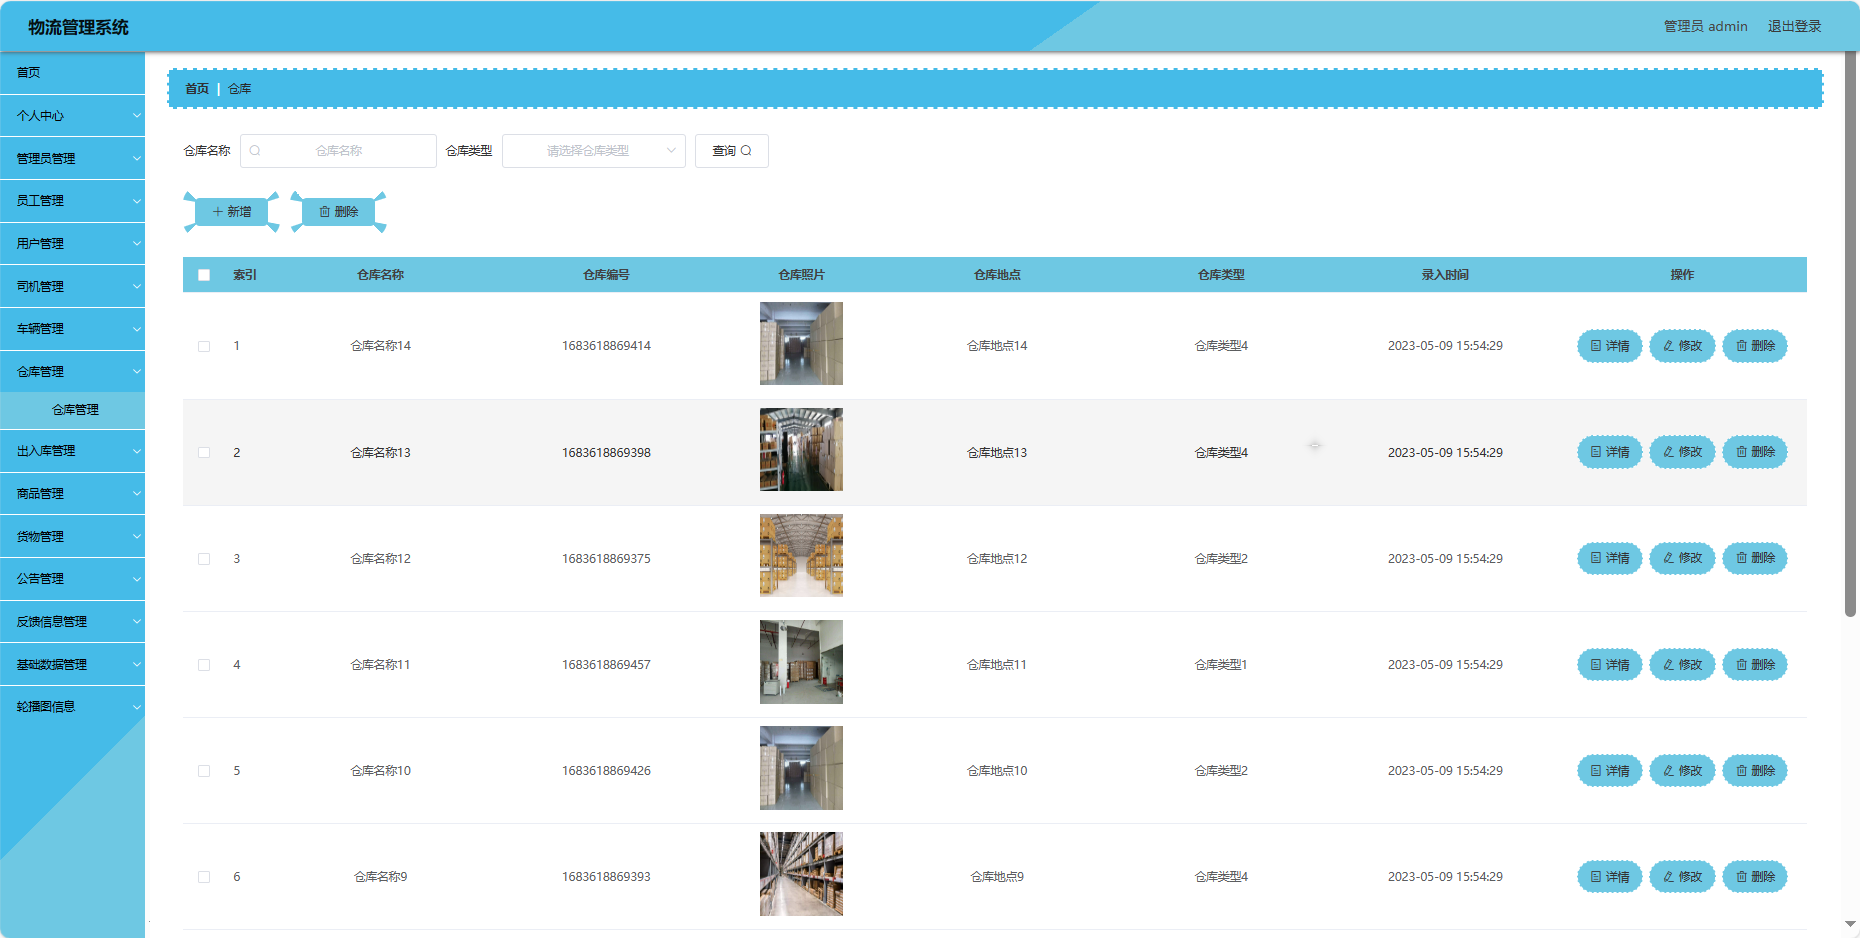 物流管理系统
管理员 admin 退出登录
首页
个人中心
管理员管理
员工管理
用户管理
司机管理
车辆管理
仓库管理
仓库管理
出入库管理
商品管理
货物管理
公告管理
反馈信息管理
基础数据管理
轮播图信息
首页 | 仓库
仓库名称 仓库名称 仓库类型 请选择仓库类型 查询
新增 删除
索引 仓库名称 仓库编号 仓库照片 仓库地点 仓库类型 录入时间 操作
1 仓库名称14 1683618869414 仓库地点14 仓库类型4 2023-05-09 15:54:29 详情 修改 删除
2 仓库名称13 1683618869398 仓库地点13 仓库类型4 2023-05-09 15:54:29 详情 修改 删除
3 仓库名称12 1683618869375 仓库地点12 仓库类型2 2023-05-09 15:54:29 详情 修改 删除
4 仓库名称11 1683618869457 仓库地点11 仓库类型1 2023-05-09 15:54:29 详情 修改 删除
5 仓库名称10 1683618869426 仓库地点10 仓库类型2 2023-05-09 15:54:29 详情 修改 删除
6 仓库名称9 1683618869393 仓库地点9 仓库类型4 2023-05-09 15:54:29 详情 修改 删除